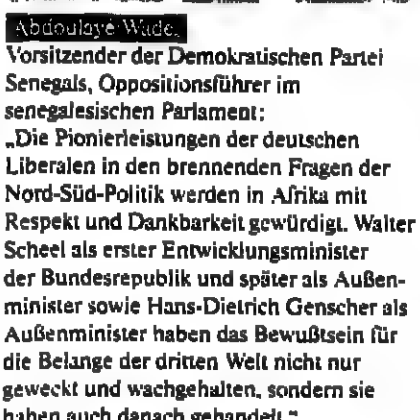 Abdoulaye Wade,
Vorsitzender der Demokratischen Partei
Senegals, Oppositionsführer im
senegalesischen Parlament:
„Die Pionierleistungen der deutschen
Liberalen in den brennenden Fragen der
Nord-Süd-Politik werden in Afrika mit
Respekt und Dankbarkeit gewürdigt. Walter
Scheel als erster Entwicklungsminister
der Bundesrepublik und später als Außen-
minister sowie Hans-Dietrich Genscher als
Außenminister haben das Bewußtsein für
die Belange der dritten Welt nicht nur
geweckt und wachgehalten, sondern sie
haben auch danach gehandelt.“